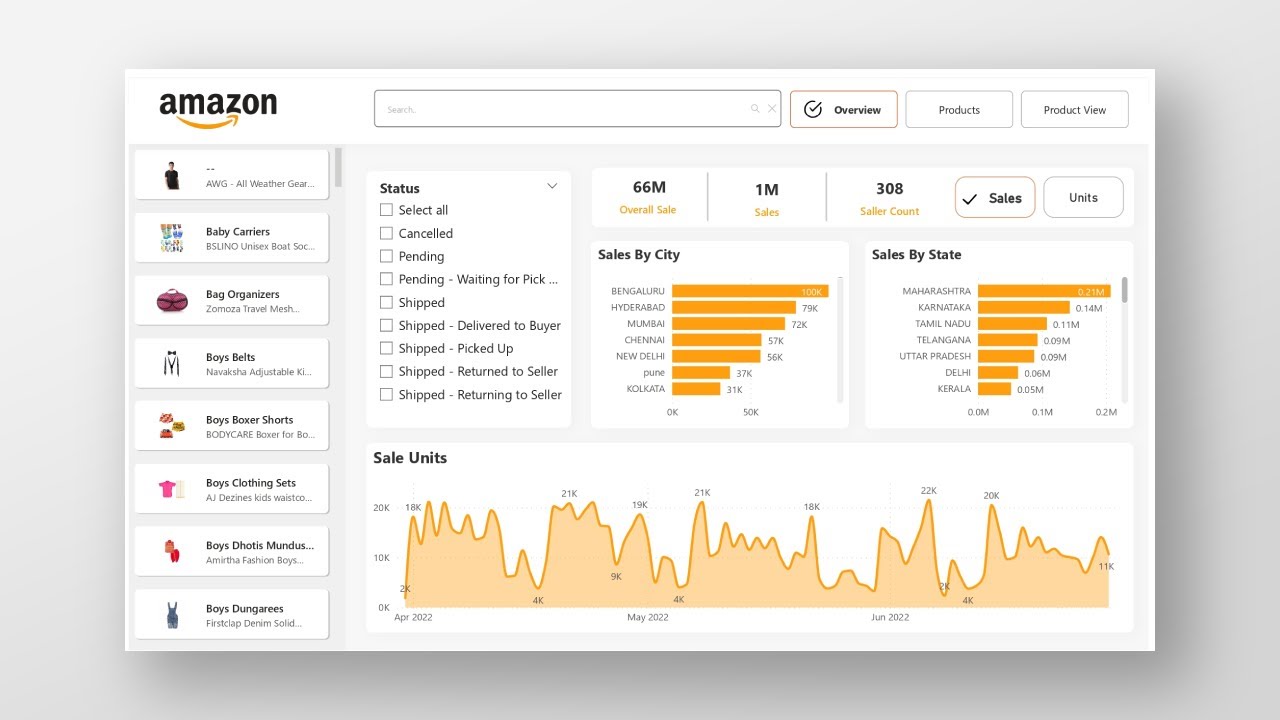 amazon
Search..
Overview
Products
Product View
--
AWG - All Weather Gear...
Baby Carriers
BSLINO Unisex Boat Soc...
Bag Organizers
Zomoza Travel Mesh...
Boys Belts
Navaksha Adjustable Ki...
Boys Boxer Shorts
BODYCARE Boxer for Bo...
Boys Clothing Sets
AJ Dezines kids waistco...
Boys Dhotis Mundus...
Amirtha Fashion Boys...
Boys Dungarees
Firstclap Denim Solid...
Status
Select all
Cancelled
Pending
Pending - Waiting for Pick ...
Shipped
Shipped - Delivered to Buyer
Shipped - Picked Up
Shipped - Returned to Seller
Shipped - Returning to Seller
66M
Overall Sale
1M
Sales
308
Saller Count
Sales
Units
Sales By City
BENGALURU 100K
HYDERABAD 79K
MUMBAI 72K
CHENNAI 57K
NEW DELHI 56K
pune 37K
KOLKATA 31K
0K 50K
Sales By State
MAHARASHTRA 0.21M
KARNATAKA 0.14M
TAMIL NADU 0.11M
TELANGANA 0.09M
UTTAR PRADESH 0.09M
DELHI 0.06M
KERALA 0.05M
0.0M 0.1M 0.2M
Sale Units
20K
10K
0K
2K
18K
4K
21K
9K
19K
4K
21K
18K
22K
2K
4K
20K
11K
Apr 2022 May 2022 Jun 2022